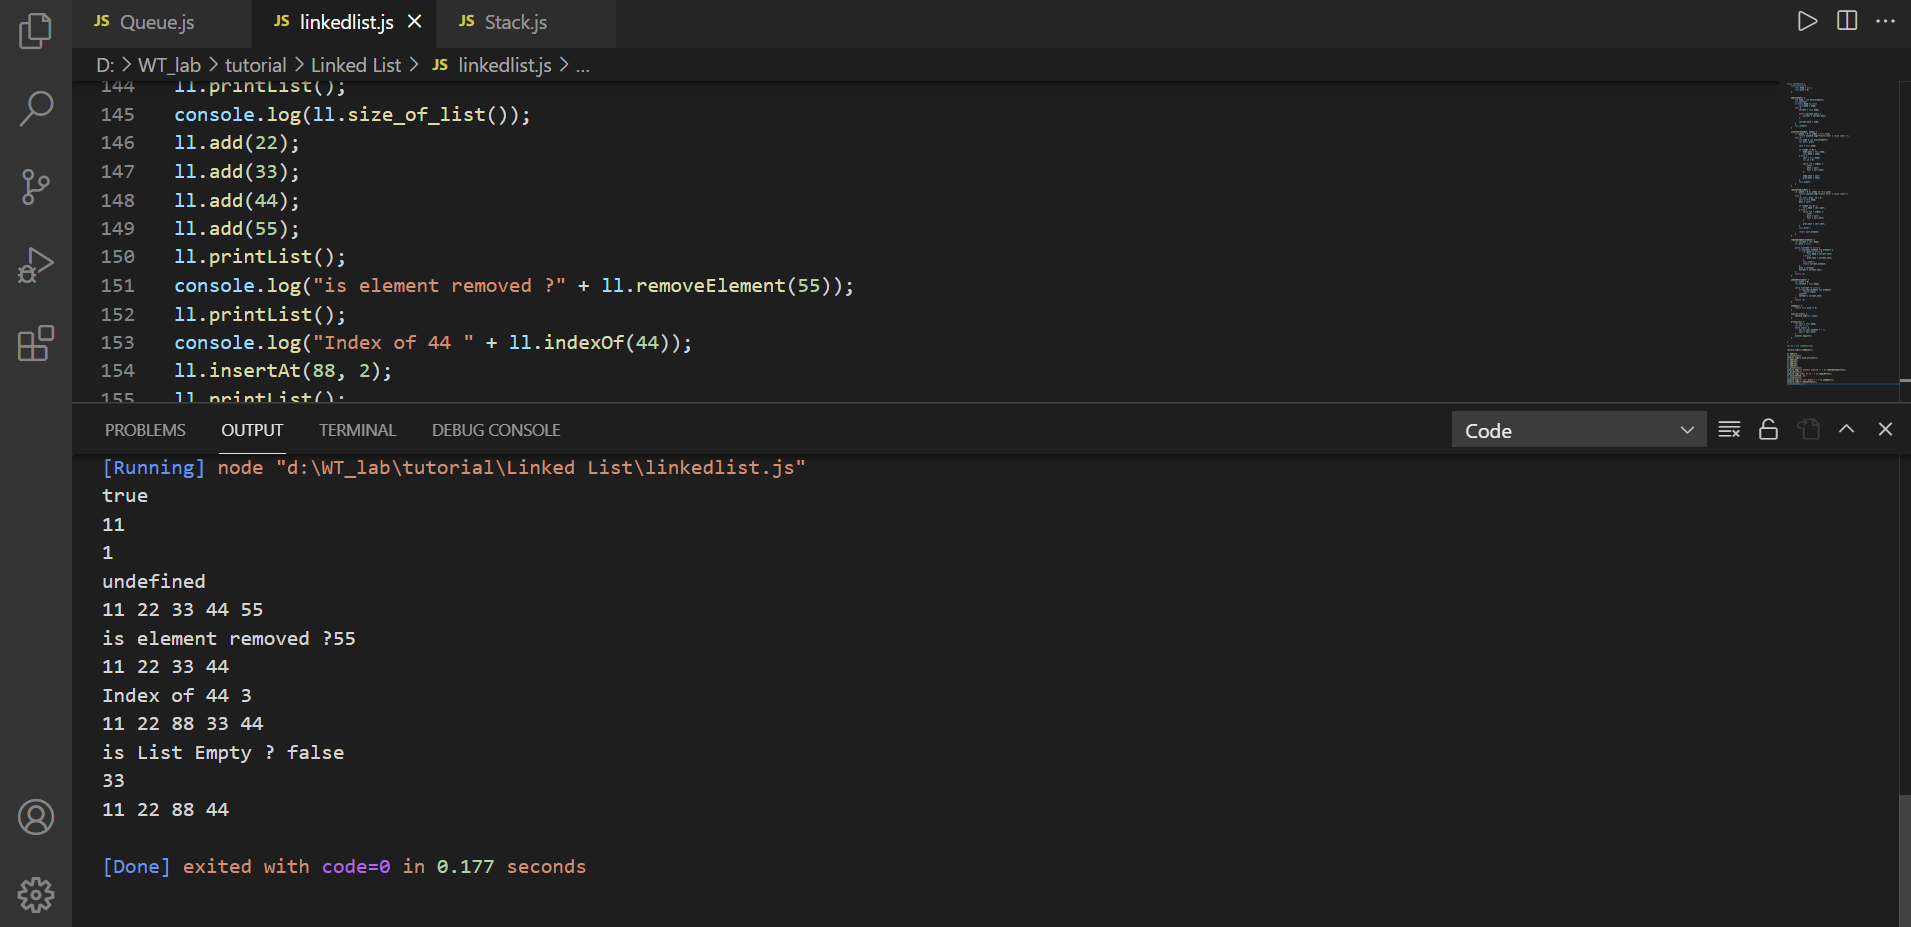 JS Queue.js
JS linkedlist.js
JS Stack.js
D: > WT_lab > tutorial > Linked List > JS linkedlist.js > ...
144 ll.printList();
145 console.log(ll.size_of_list());
146 ll.add(22);
147 ll.add(33);
148 ll.add(44);
149 ll.add(55);
150 ll.printList();
151 console.log("is element removed ?" + ll.removeElement(55));
152 ll.printList();
153 console.log("Index of 44 " + ll.indexOf(44));
154 ll.insertAt(88, 2);
155 ll.printList();
PROBLEMS OUTPUT TERMINAL DEBUG CONSOLE Code
[Running] node "d:\WT_lab\tutorial\Linked List\linkedlist.js"
true
11
1
undefined
11 22 33 44 55
is element removed ?55
11 22 33 44
Index of 44 3
11 22 88 33 44
is List Empty ? false
33
11 22 88 44
[Done] exited with code=0 in 0.177 seconds